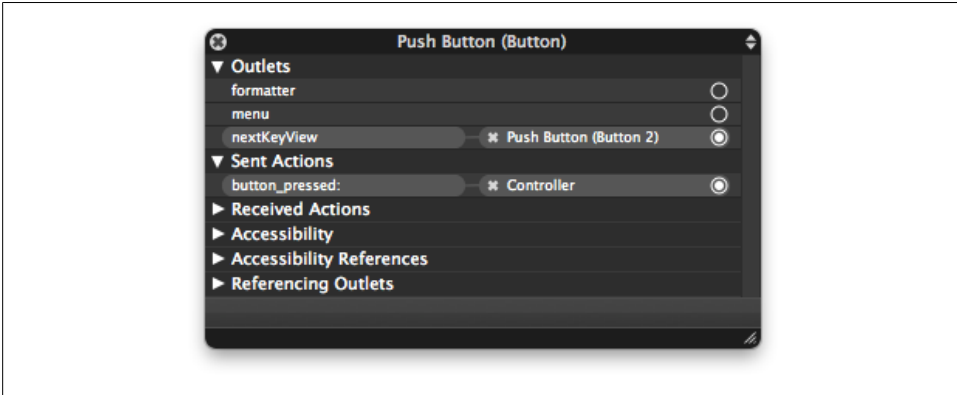 Push Button (Button)
Outlets
formatter
menu
nextKeyView Push Button (Button 2)
Sent Actions
button_pressed: Controller
Received Actions
Accessibility
Accessibility References
Referencing Outlets